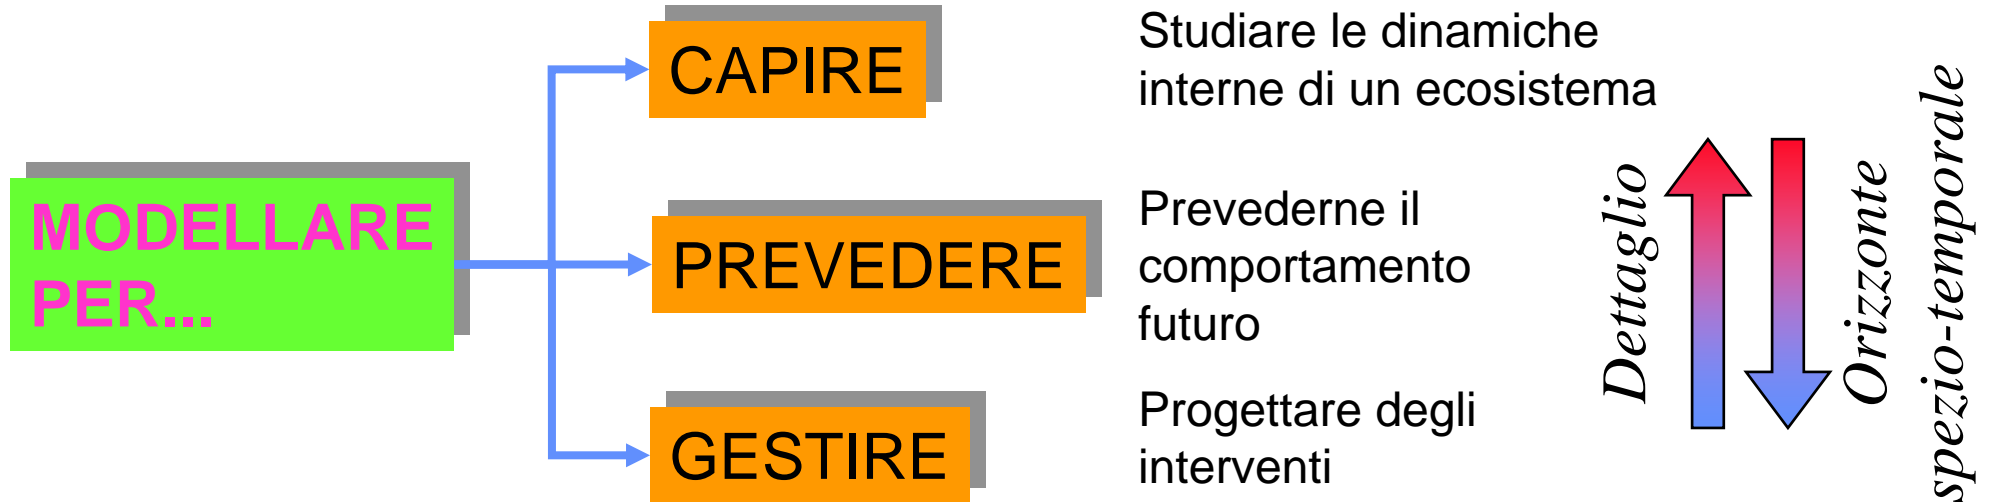 MODELLARE
PER...
CAPIRE
Studiare le dinamiche
interne di un ecosistema
PREVEDERE
Prevederne il
comportamento
futuro
GESTIRE
Progettare degli
interventi
Dettaglio
Orizzonte
spezio-temporale